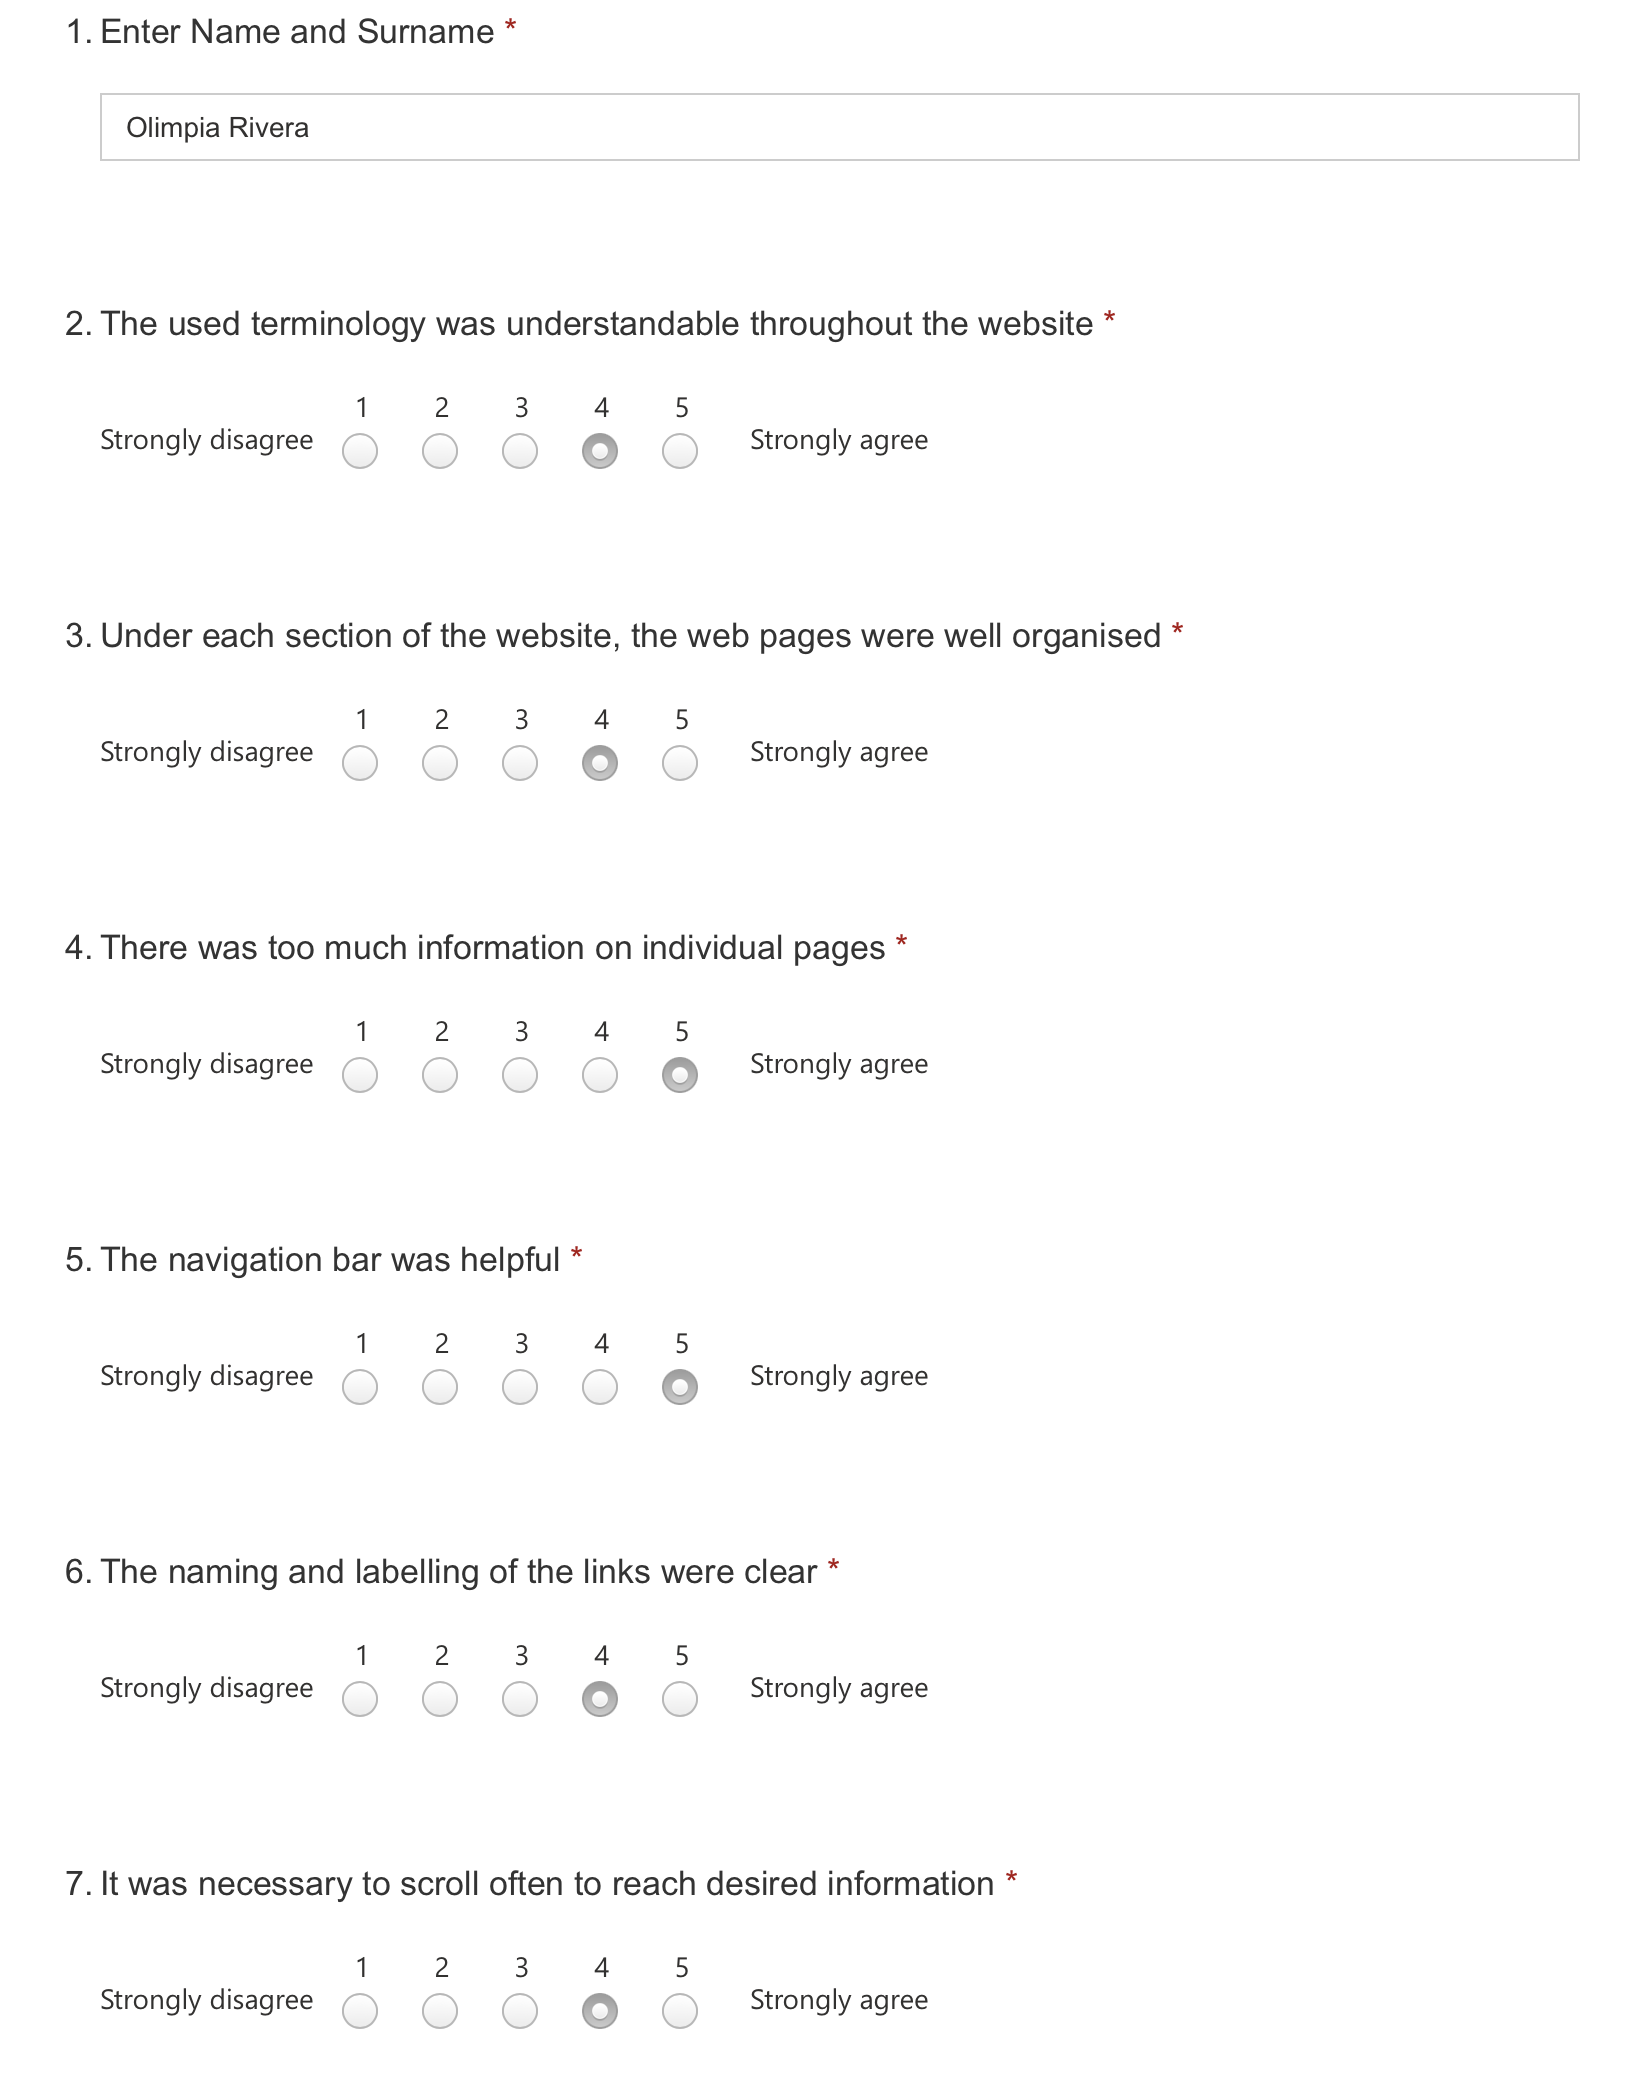 1. Enter Name and Surname *
Olimpia Rivera
2. The used terminology was understandable throughout the website *
1 2 3 4 5
Strongly disagree Strongly agree
3. Under each section of the website, the web pages were well organised *
1 2 3 4 5
Strongly disagree Strongly agree
4. There was too much information on individual pages *
1 2 3 4 5
Strongly disagree Strongly agree
5. The navigation bar was helpful *
1 2 3 4 5
Strongly disagree Strongly agree
6. The naming and labelling of the links were clear *
1 2 3 4 5
Strongly disagree Strongly agree
7. It was necessary to scroll often to reach desired information *
1 2 3 4 5
Strongly disagree Strongly agree